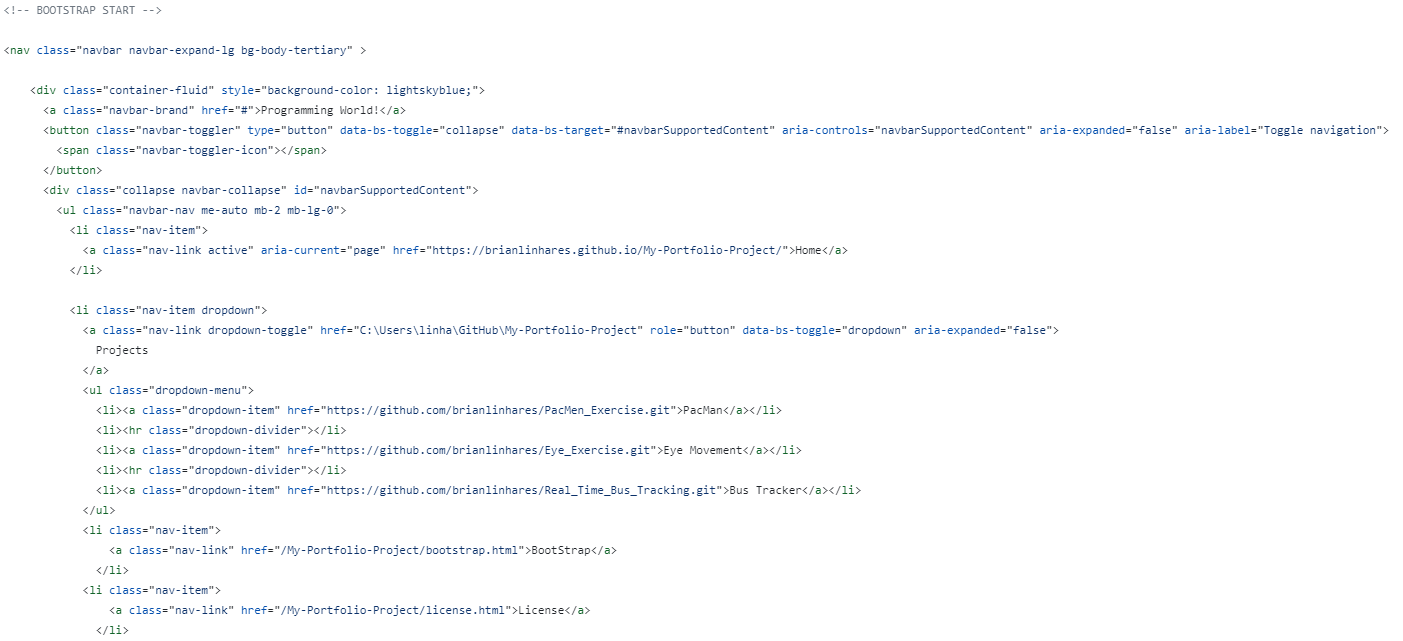 <!-- BOOTSTRAP START -->
<nav class="navbar navbar-expand-lg bg-body-tertiary" >
<div class="container-fluid" style="background-color: lightskyblue;">
<a class="navbar-brand" href="#">Programming World!</a>
<button class="navbar-toggler" type="button" data-bs-toggle="collapse" data-bs-target="#navbarSupportedContent" aria-controls="navbarSupportedContent" aria-expanded="false" aria-label="Toggle navigation">
<span class="navbar-toggler-icon"></span>
</button>
<div class="collapse navbar-collapse" id="navbarSupportedContent">
<ul class="navbar-nav me-auto mb-2 mb-lg-0">
<li class="nav-item">
<a class="nav-link active" aria-current="page" href="https://brianlinhares.github.io/My-Portfolio-Project/">Home</a>
</li>
<li class="nav-item dropdown">
<a class="nav-link dropdown-toggle" href="C:\Users\linha\GitHub\My-Portfolio-Project" role="button" data-bs-toggle="dropdown" aria-expanded="false">
Projects
</a>
<ul class="dropdown-menu">
<li><a class="dropdown-item" href="https://github.com/brianlinhares/PacMen_Exercise.git">PacMan</a></li>
<li><hr class="dropdown-divider"></li>
<li><a class="dropdown-item" href="https://github.com/brianlinhares/Eye_Exercise.git">Eye Movement</a></li>
<li><hr class="dropdown-divider"></li>
<li><a class="dropdown-item" href="https://github.com/brianlinhares/Real_Time_Bus_Tracking.git">Bus Tracker</a></li>
</ul>
<li class="nav-item">
<a class="nav-link" href="/My-Portfolio-Project/bootstrap.html">BootStrap</a>
</li>
<li class="nav-item">
<a class="nav-link" href="/My-Portfolio-Project/license.html">License</a>
</li>